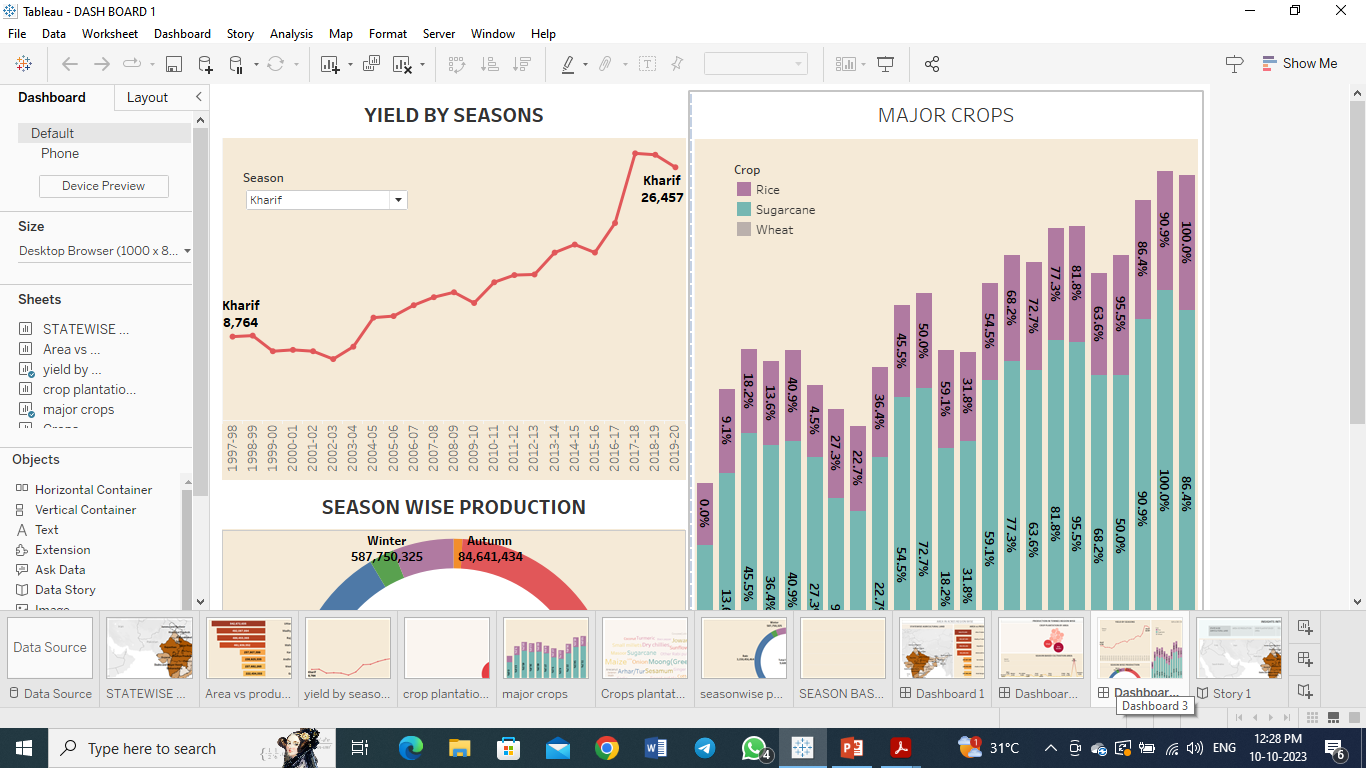 Tableau - DASH BOARD 1
File Data Worksheet Dashboard Story Analysis Map Format Server Window Help
Show Me
Dashboard Layout
Default
Phone
Device Preview
Size
Desktop Browser (1000 x 8...
Sheets
STATEWISE ...
Area vs ...
yield by ...
crop plantatio...
major crops
Objects
Horizontal Container
Vertical Container
Text
Extension
Ask Data
Data Story
Image
YIELD BY SEASONS
Season
Kharif
Kharif
26,457
Kharif
8,764
1997-98 1998-99 1999-00 2000-01 2001-02 2002-03 2003-04 2004-05 2005-06 2006-07 2007-08 2008-09 2009-10 2010-11 2011-12 2012-13 2013-14 2014-15 2015-16 2016-17 2017-18 2018-19 2019-20
SEASON WISE PRODUCTION
Winter
587,750,325
Autumn
84,641,434
MAJOR CROPS
Crop
Rice
Sugarcane
Wheat
0.0% 9.1% 18.2% 13.6% 40.9% 4.5% 27.3% 22.7% 36.4% 45.5% 50.0% 59.1% 31.8% 54.5% 68.2% 72.7% 77.3% 81.8% 63.6% 95.5% 86.4% 90.9% 100.0%
45.5% 36.4% 40.9% 54.5% 72.7% 18.2% 31.8% 59.1% 77.3% 63.6% 81.8% 95.5% 68.2% 50.0% 90.9% 100.0% 86.4%
Data Source
Data Source STATEWISE ... Area vs produ... yield by seaso... crop plantatio... major crops Crops plantat... seasonwise p... SEASON BAS... Dashboard 1 Dashboar... Dashboar... Story 1
Dashboard 3
Type here to search
4
1
31°C
ENG
12:28 PM
10-10-2023
6